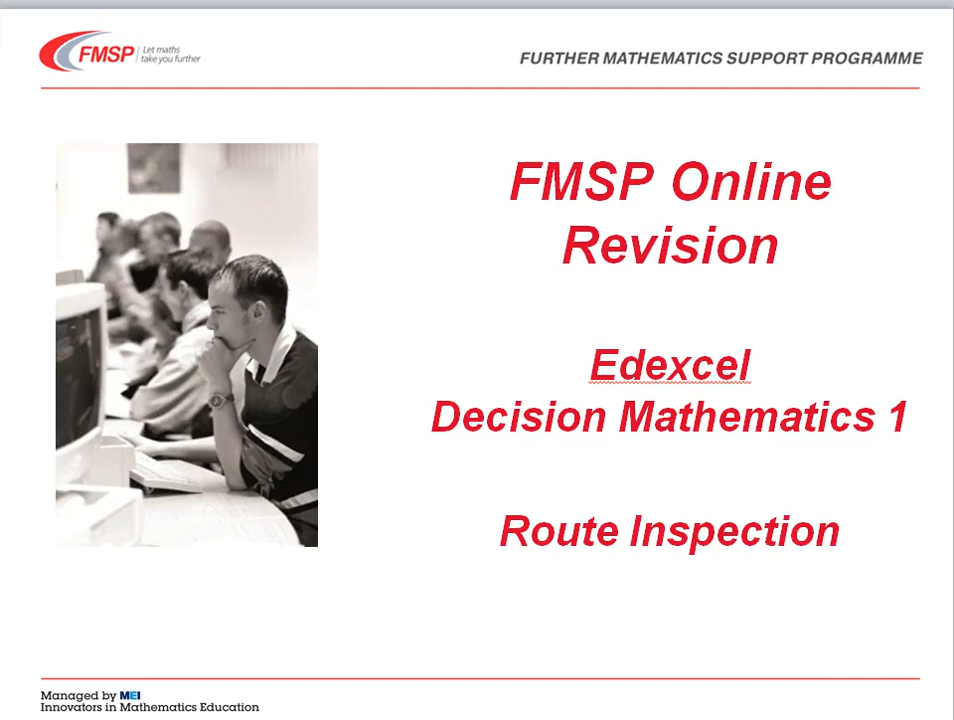 FMSP Let maths
take you further
FURTHER MATHEMATICS SUPPORT PROGRAMME
FMSP Online
Revision
Edexcel
Decision Mathematics 1
Route Inspection
Managed by MEI
Innovators in Mathematics Education